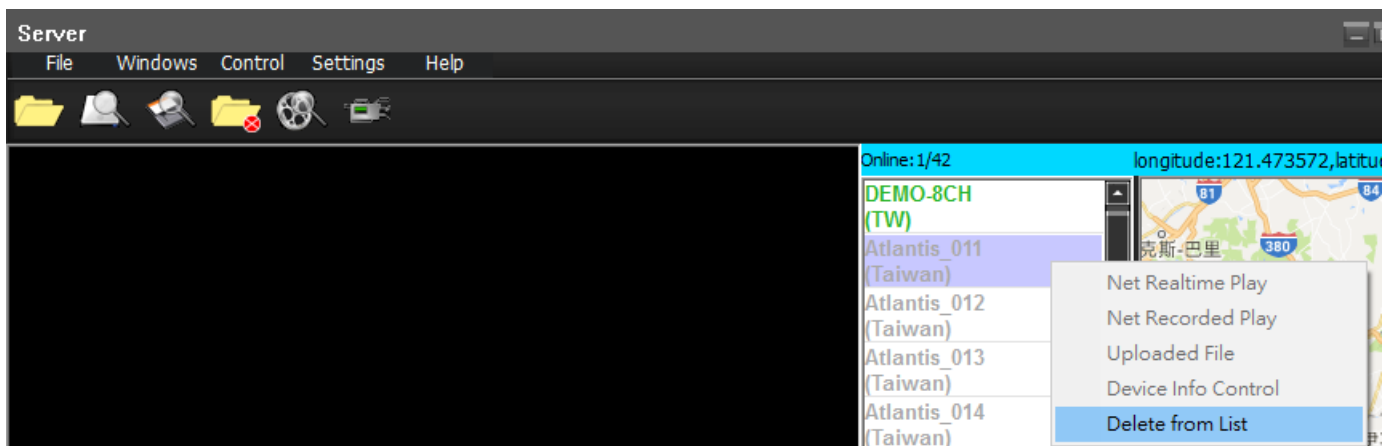 Server
File Windows Control Settings Help
Online: 1/42
longitude:121.473572,latitu
DEMO-8CH
(TW)
Atlantis_011
(Taiwan)
Atlantis_012
(Taiwan)
Atlantis_013
(Taiwan)
Atlantis_014
(Taiwan)
81
84
克斯-巴里
380
Net Realtime Play
Net Recorded Play
Uploaded File
Device Info Control
Delete from List